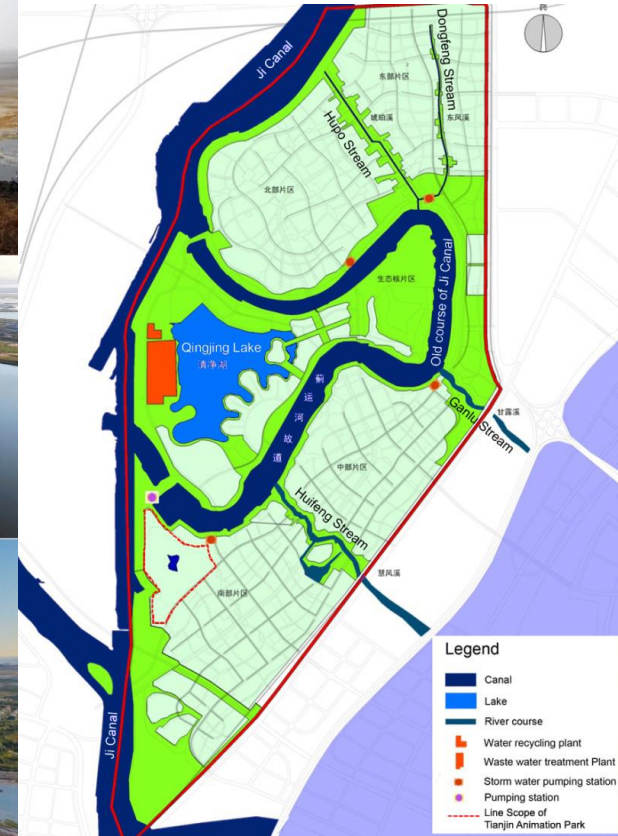 Ji Canal
Dongfeng Stream
东部片区
琥珀溪
东风溪
Hupo Stream
北部片区
生态核片区
Old course of Ji Canal
Qingjing Lake
清净湖
蓟运河故道
Ganlu Stream
甘露溪
中部片区
Huifeng Stream
慧风溪
南部片区
Ji Canal
Legend
Canal
Lake
River course
Water recycling plant
Waste water treatment Plant
Storm water pumping station
Pumping station
Line Scope of
Tianjin Animation Park